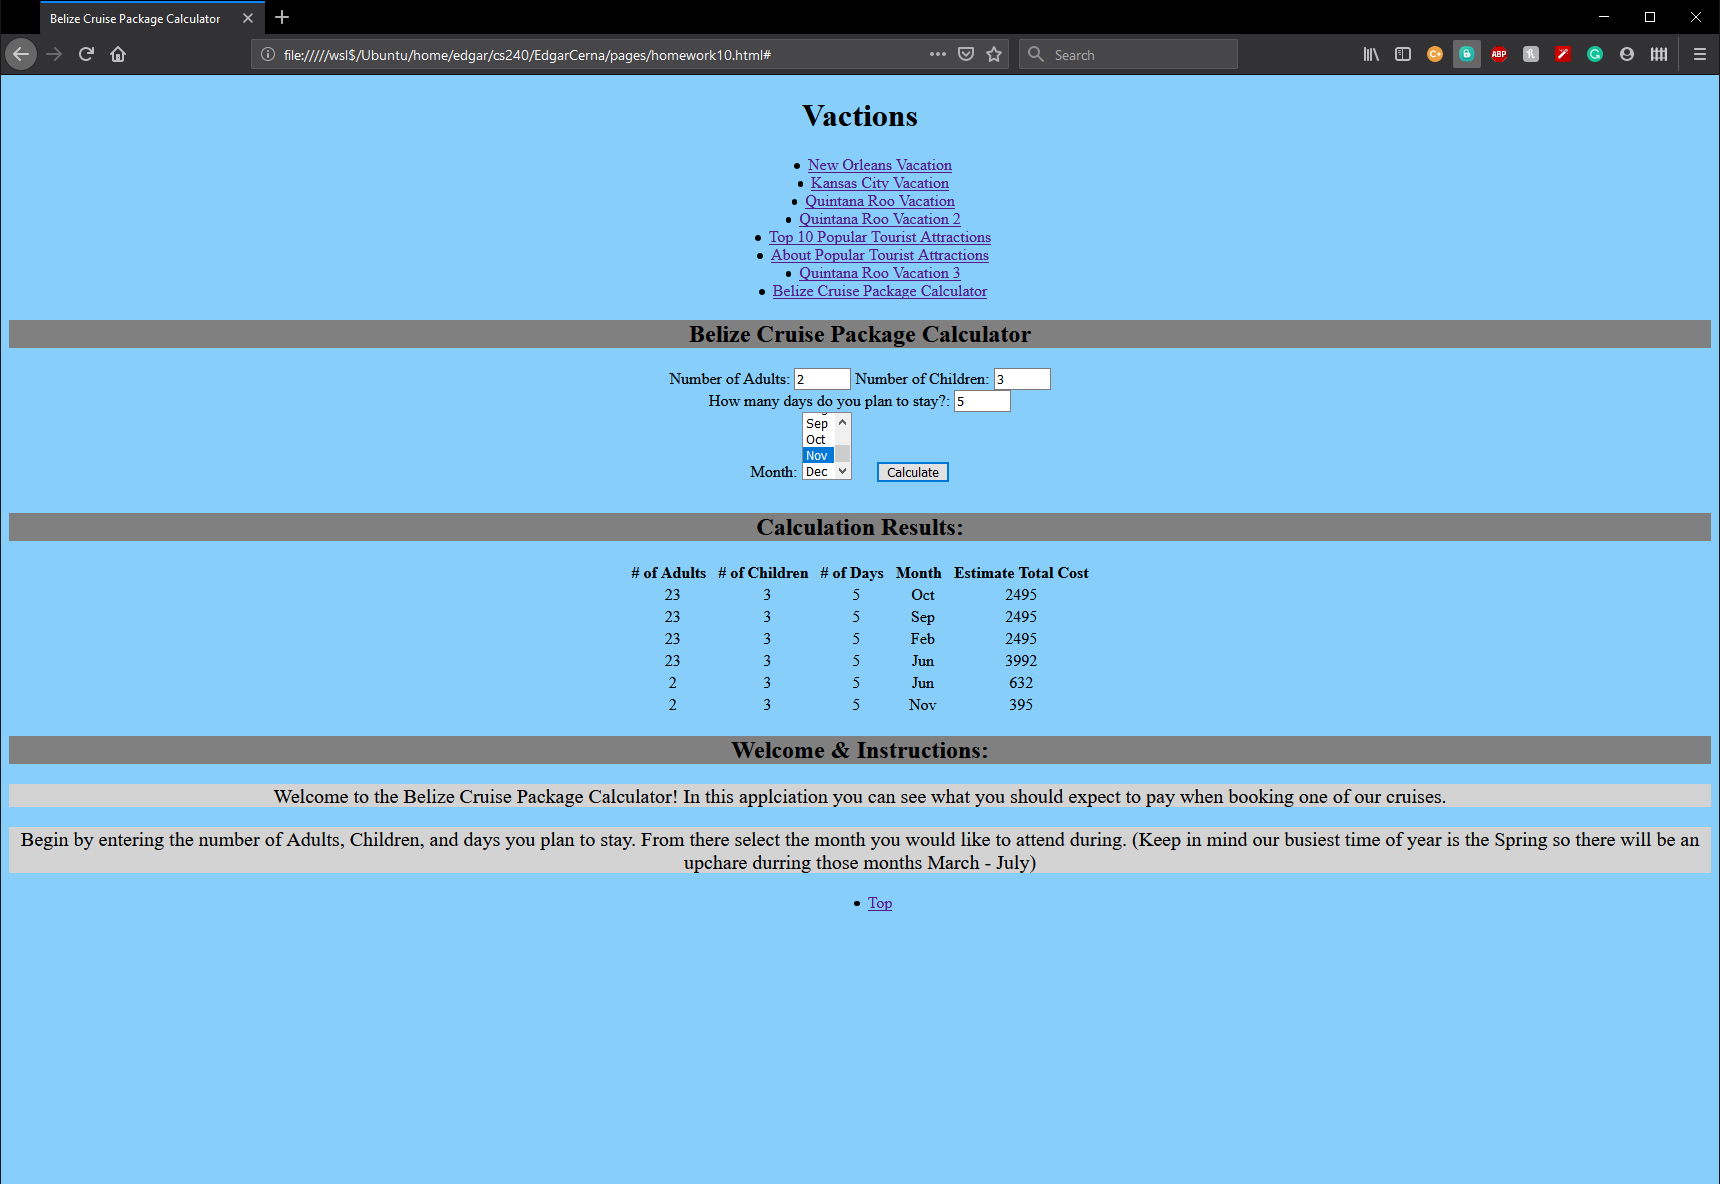 Belize Cruise Package Calculator
file://///wsl$/Ubuntu/home/edgar/cs240/EdgarCerna/pages/homework10.html#
Search
ABP
Vactions
New Orleans Vacation
Kansas City Vacation
Quintana Roo Vacation
Quintana Roo Vacation 2
Top 10 Popular Tourist Attractions
About Popular Tourist Attractions
Quintana Roo Vacation 3
Belize Cruise Package Calculator
Belize Cruise Package Calculator
Number of Adults: 2 Number of Children: 3
How many days do you plan to stay?: 5
Sep
Oct
Nov
Month: Dec Calculate
Calculation Results:
# of Adults # of Children # of Days Month Estimate Total Cost
23 3 5 Oct 2495
23 3 5 Sep 2495
23 3 5 Feb 2495
23 3 5 Jun 3992
2 3 5 Jun 632
2 3 5 Nov 395
Welcome & Instructions:
Welcome to the Belize Cruise Package Calculator! In this applciation you can see what you should expect to pay when booking one of our cruises.
Begin by entering the number of Adults, Children, and days you plan to stay. From there select the month you would like to attend during. (Keep in mind our busiest time of year is the Spring so there will be an
upchare durring those months March - July)
Top